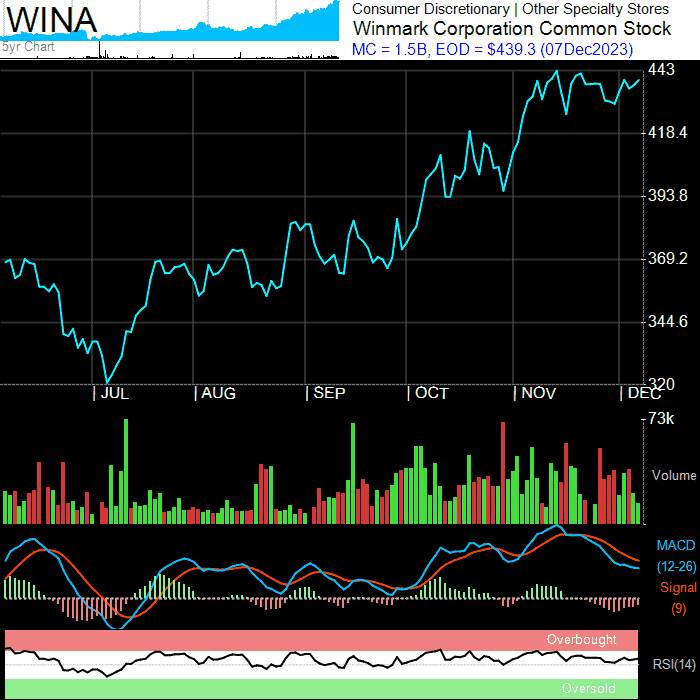 WINA
5yr Chart
Consumer Discretionary | Other Specialty Stores
Winmark Corporation Common Stock
MC = 1.5B, EOD = $439.3 (07Dec2023)
443
418.4
393.8
369.2
344.6
320
JUL
AUG
SEP
OCT
NOV
DEC
73k
Volume
MACD
(12-26)
Signal
(9)
Overbought
RSI(14)
Oversold